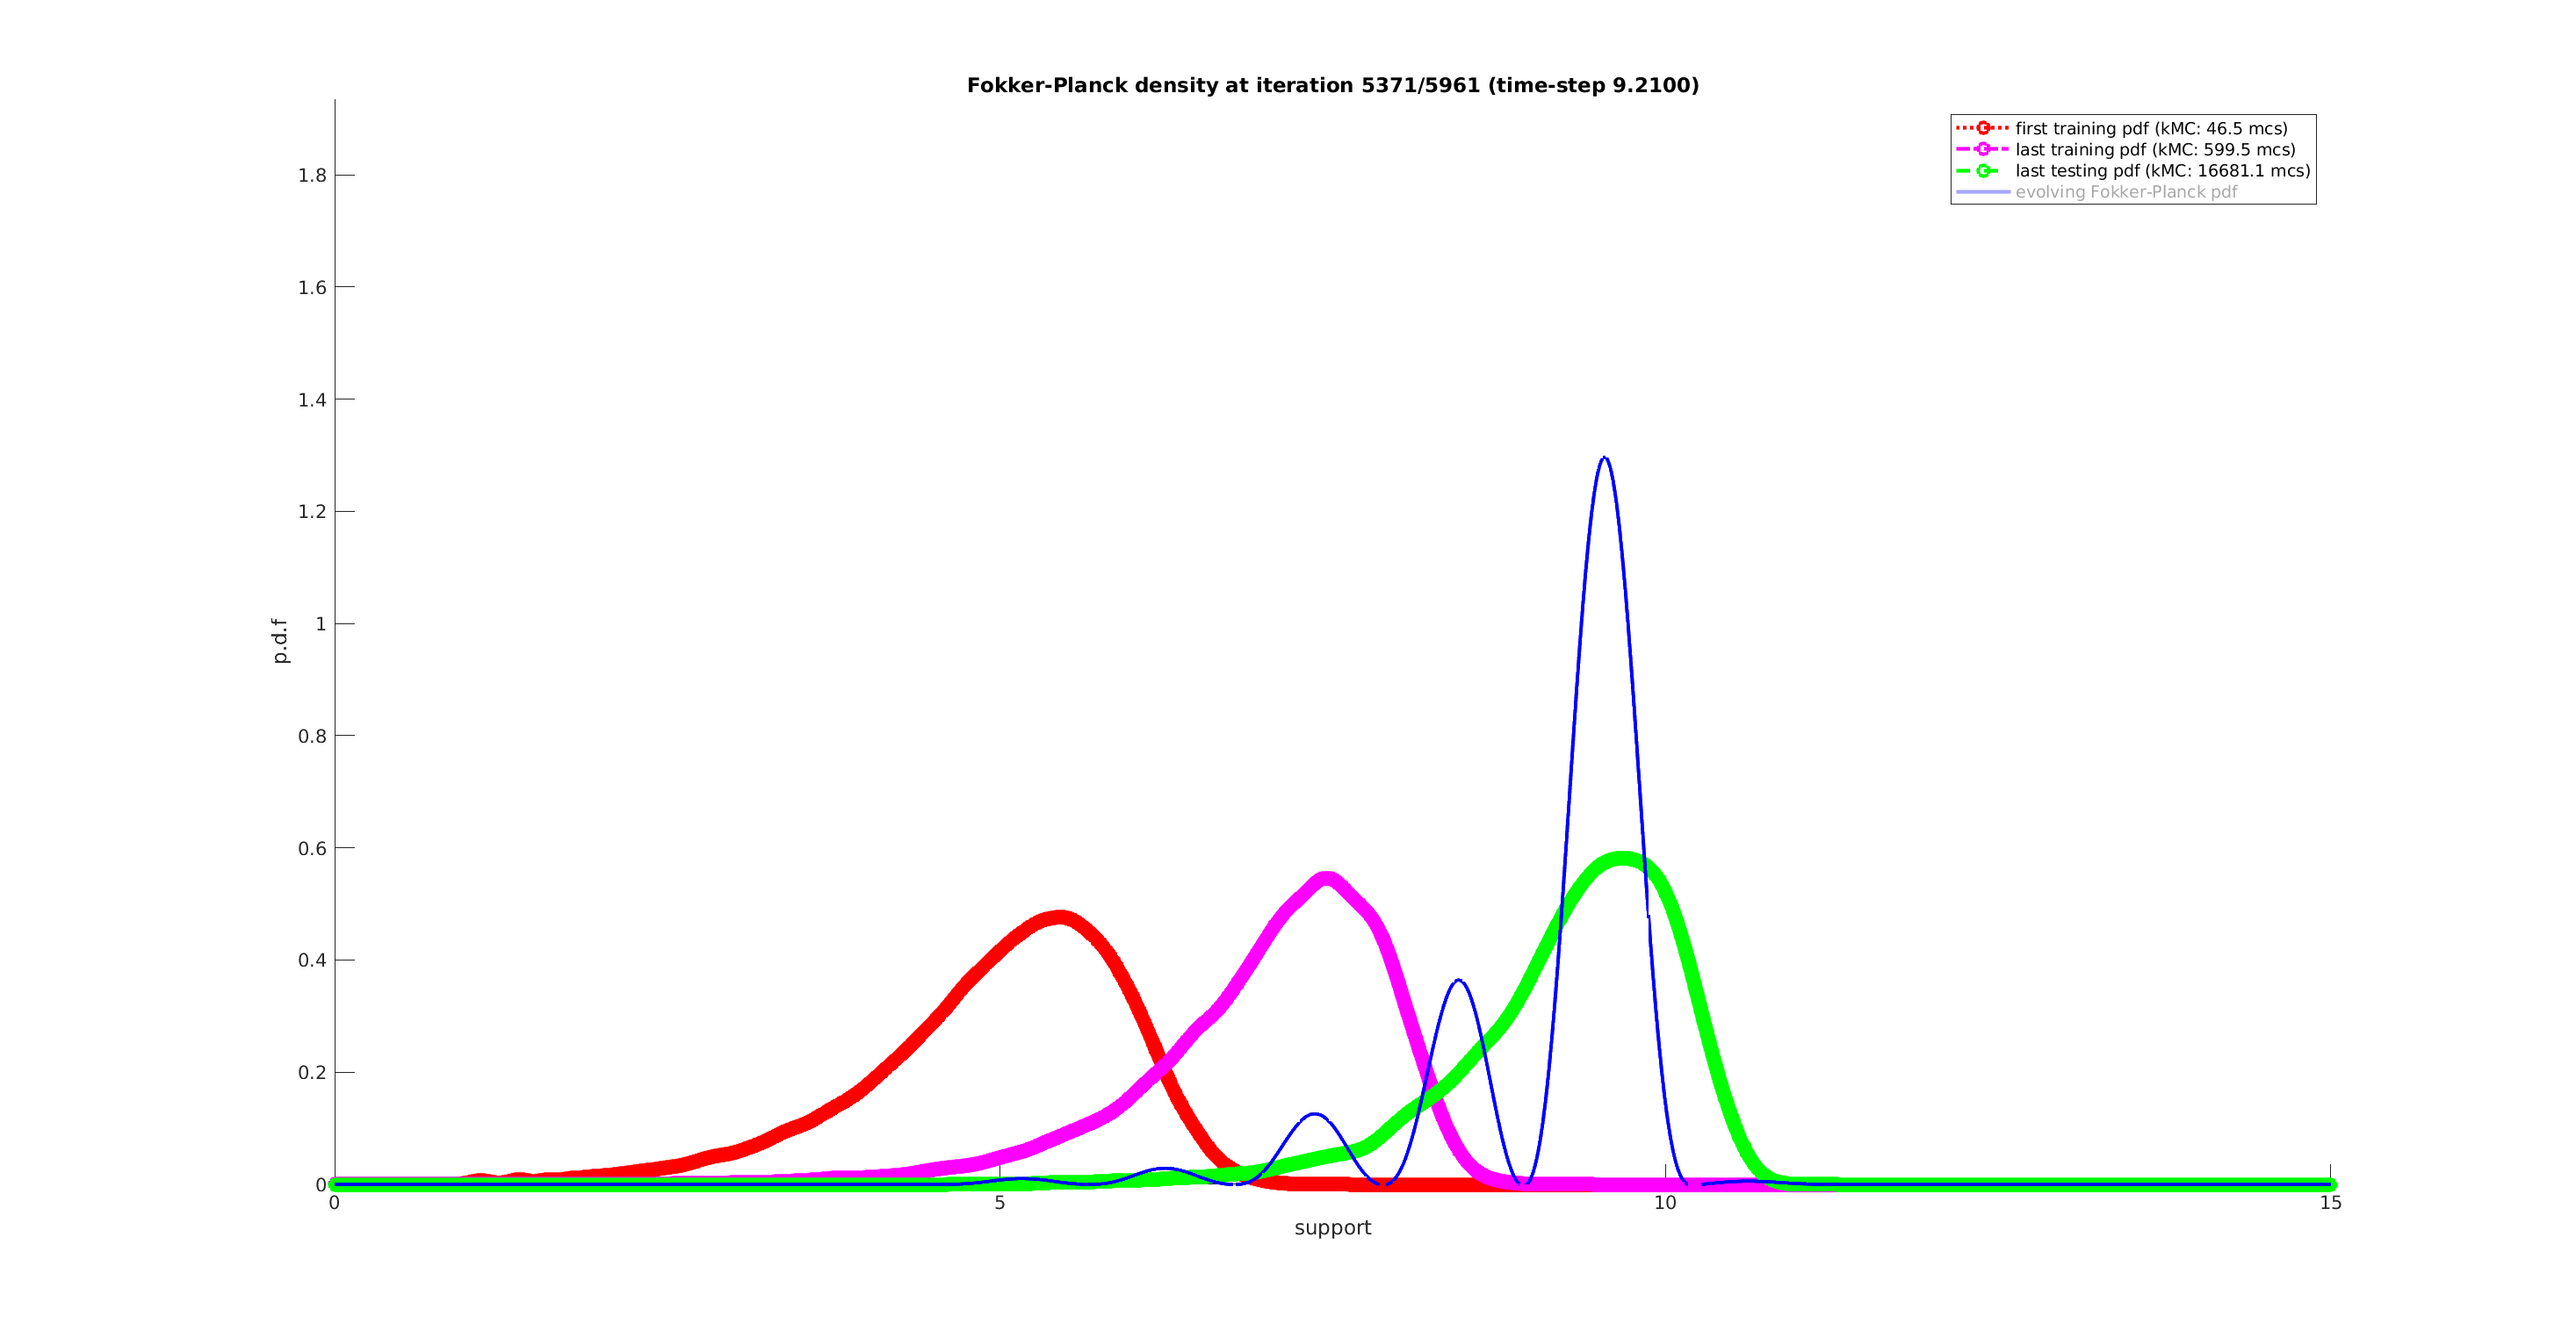 Fokker-Planck density at iteration 5371/5961 (time-step 9.2100)
first training pdf (kMC: 46.5 mcs)
last training pdf (kMC: 599.5 mcs)
last testing pdf (kMC: 16681.1 mcs)
evolving Fokker-Planck pdf
1.8
1.6
1.4
1.2
1
0.8
0.6
0.4
0.2
0
p.d.f
0 5 10 15
support